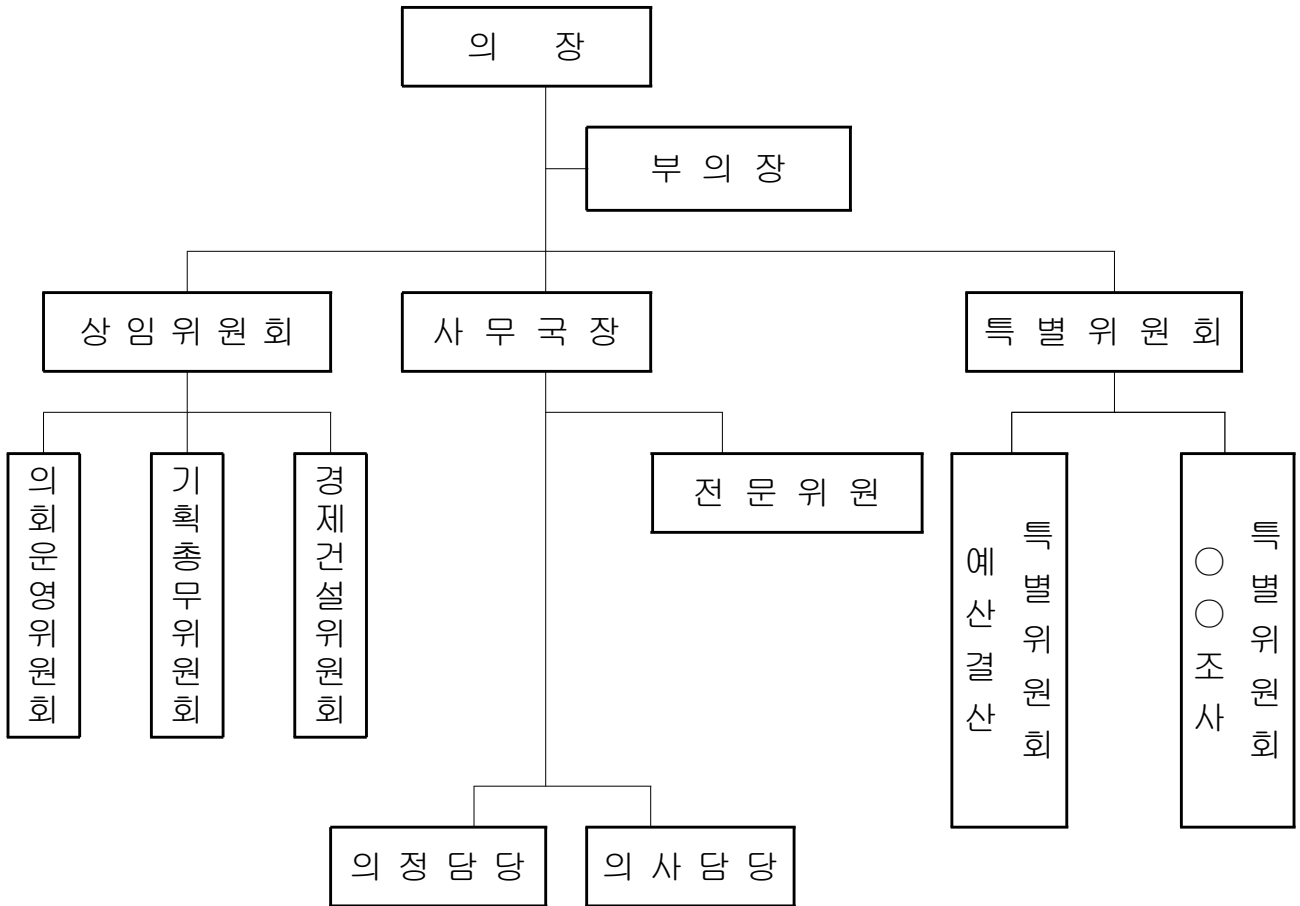 의 장
부 의 장
상 임 위 원 회
사 무 국 장
특 별 위 원 회
의회운영위원회
기획총무위원회
경제건설위원회
전 문 위 원
예산결산
특별위원회
○○조사
특별위원회
의 정 담 당
의 사 담 당